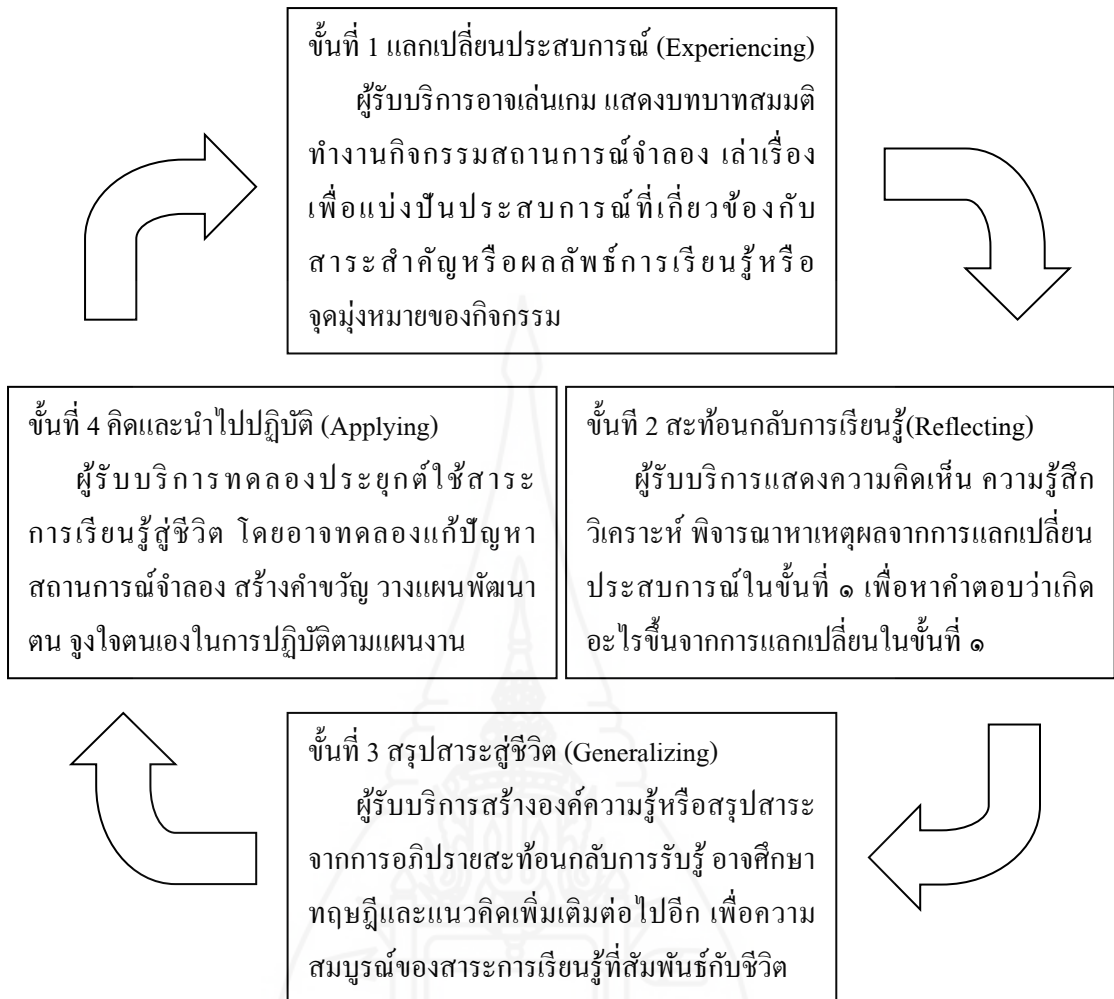 ขั้นที่ 1 แลกเปลี่ยนประสบการณ์ (Experiencing)
ผู้รับบริการอาจเล่นเกม แสดงบทบาทสมมติ
ทำงานกิจกรรมสถานการณ์จำลอง เล่าเรื่อง
เพื่อแบ่งปันประสบการณ์ที่เกี่ยวข้องกับ
สาระสำคัญหรือผลลัพธ์การเรียนรู้หรือ
จุดมุ่งหมายของกิจกรรม
ขั้นที่ 4 คิดและนำไปปฏิบัติ (Applying)
ผู้รับบริการทดลองประยุกต์ใช้สาระ
การเรียนรู้สู่ชีวิต โดยอาจทดลองแก้ปัญหา
สถานการณ์จำลอง สร้างคำขวัญ วางแผนพัฒนา
ตน จูงใจตนเองในการปฏิบัติตามแผนงาน
ขั้นที 2 สะท้อนกลับการเรียนรู้(Reflecting)
ผู้รับบริการแสดงความคิดเห็น ความรู้สึก
วิเคราะห์ พิจารณาหาเหตุผลจากการแลกเปลี่ยน
ประสบการณ์ในขั้นที่ ๑ เพื่อหาคำตอบว่าเกิด
อะไรขึ้นจากการแลกเปลี่ยนในขั้นที่ ๑
ขั้นที่ 3 สรุปสาระสู่ชีวิต (Generalizing)
ผู้รับบริการสร้างองค์ความรู้หรือสรุปสาระ
จากการอภิปรายสะท้อนกลับการรับรู้ อาจศึกษา
ทฤษฎีและแนวคิดเพิ่มเติมต่อไปอีก เพื่อความ
สมบูรณ์ของสาระการเรียนรู้ที่สัมพันธ์กับชีวิต